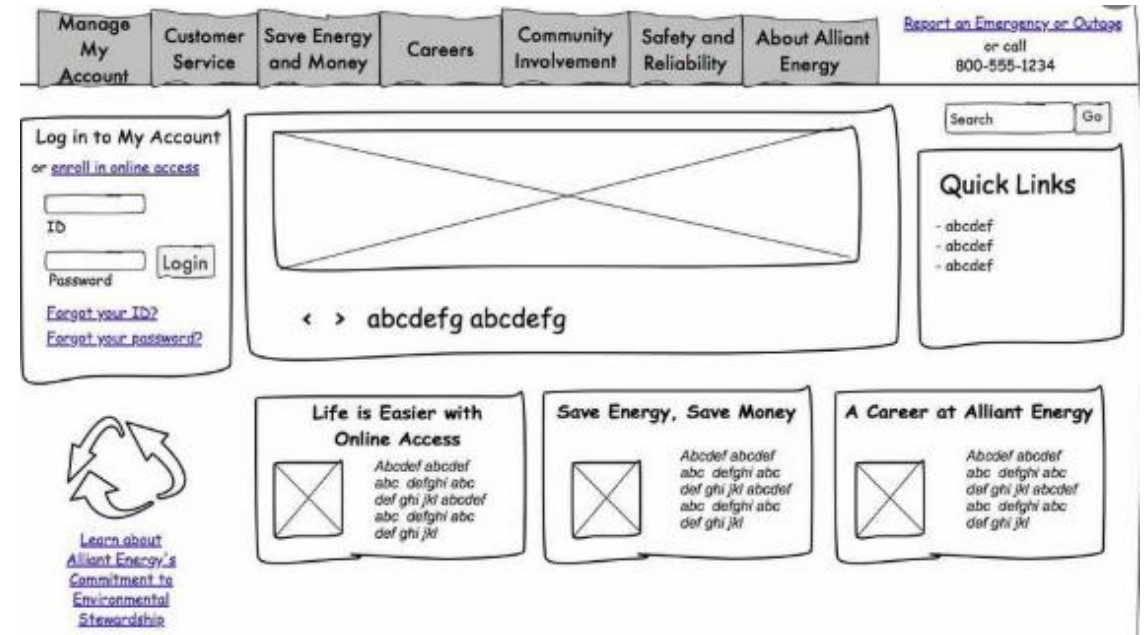 Manage
My
Account
Customer
Service
Save Energy
and Money
Careers
Community
Involvement
Safety and
Reliability
About Alliant
Energy
Report an Emergency or Outage
or call
800-555-1234
Log in to My Account
or enroll in online access
ID
Password
Login
Forgot your ID?
Forgot your password?
< > abcdefg abcdefg
Search
Go
Quick Links
- abcdef
- abcdef
- abcdef
Learn about
Alliant Energy's
Commitment to
Environmental
Stewardship
Life is Easier with
Online Access
Abcdef abcdef
abc defghi abc
def ghi jkl abcdef
abc defghi abc
def ghi jkl
Save Energy, Save Money
Abcdef abcdef
abc defghi abc
def ghi jkl abcdef
abc defghi abc
def ghi jkl
A Career at Alliant Energy
Abcdef abcdef
abc defghi abc
def ghi jkl abcdef
abc defghi abc
def ghi jkl